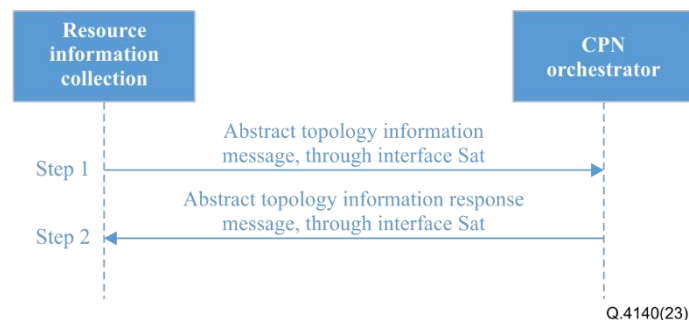 Resource
information
collection
CPN
orchestrator
Abstract topology information
message, through interface Sat
Step 1
Abstract topology information response
message, through interface Sat
Step 2
Q.4140(23)